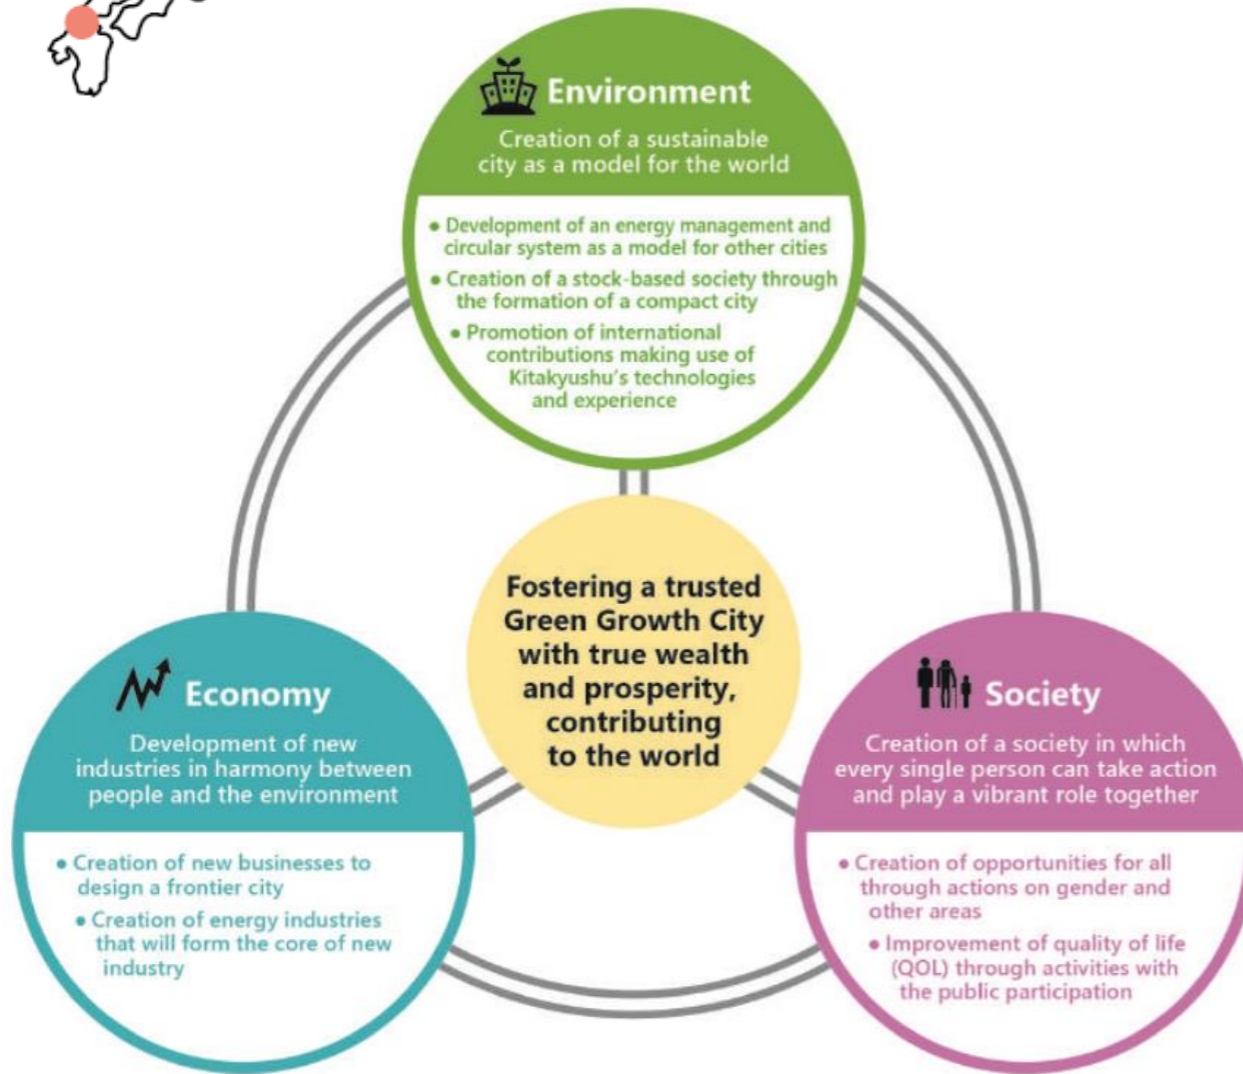 Environment
Creation of a sustainable
city as a model for the world
• Development of an energy management and
circular system as a model for other cities
• Creation of a stock-based society through
the formation of a compact city
• Promotion of international
contributions making use of
Kitakyushu's technologies
and experience
Fostering a trusted
Green Growth City
with true wealth
and prosperity,
contributing
to the world
Economy
Development of new
industries in harmony between
people and the environment
• Creation of new businesses to
design a frontier city
• Creation of energy industries
that will form the core of new
industry
Society
Creation of a society in which
every single person can take action
and play a vibrant role together
• Creation of opportunities for all
through actions on gender and
other areas
• Improvement of quality of life
(QOL) through activities with
the public participation